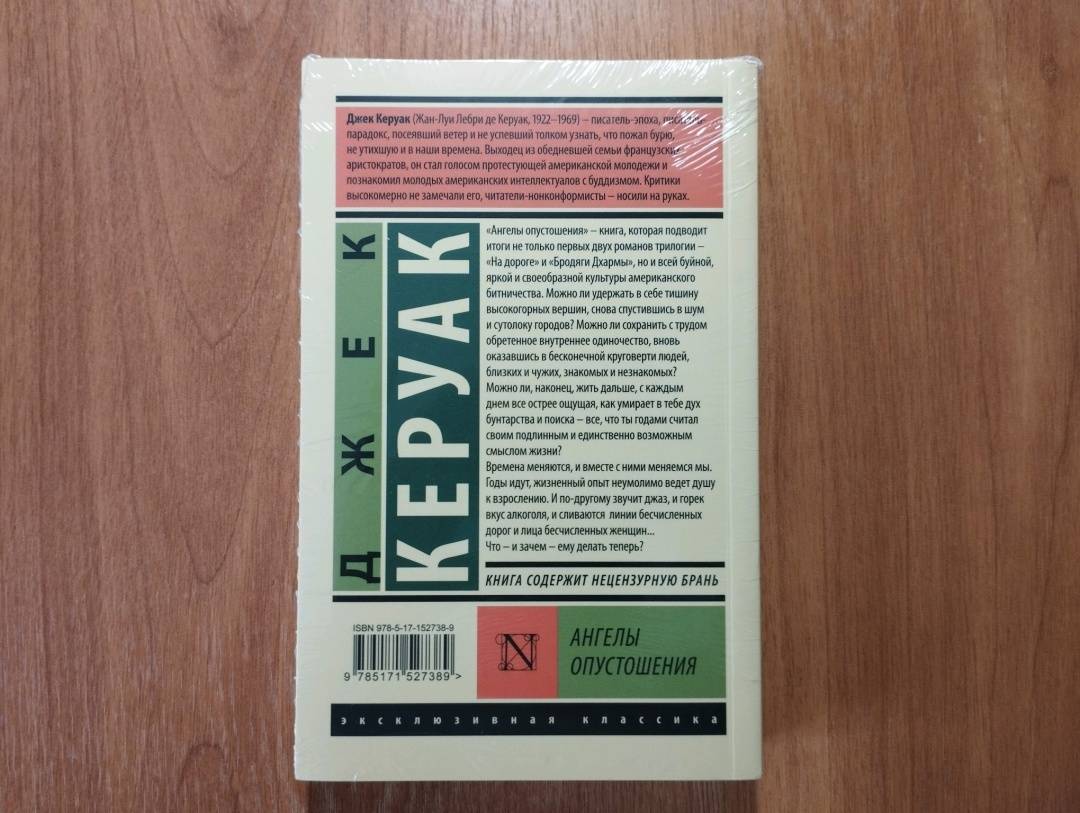 Джек Керуак (Жан-Луи Лебри де Керуак, 1922–1969) – писатель-эпоха, писатель-
парадокс, посеявший ветер и не успевший толком узнать, что пожал бурю,
не утихшую и в наши времена. Выходец из обедневшей семьи французских
аристократов, он стал голосом протестующей американской молодежи и
познакомил молодых американских интеллектуалов с буддизмом. Критики
высокомерно не замечали его, читатели-нонконформисты – носили на руках.
ДЖЕК
КЕРУАК
«Ангелы опустошения» – книга, которая подводит
итоги не только первых двух романов трилогии –
«На дороге» и «Бродяги Дхармы», но и всей буйной,
яркой и своеобразной культуры американского
битничества. Можно ли удержать в себе тишину
высокогорных вершин, снова спустившись в шум
и сутолоку городов? Можно ли сохранить с трудом
обретенное внутреннее одиночество, вновь
оказавшись в бесконечной круговерти людей,
близких и чужих, знакомых и незнакомых?
Можно ли, наконец, жить дальше, с каждым
днем все острее ощущая, как умирает в тебе дух
бунтарства и поиска – все, что ты годами считал
своим подлинным и единственно возможным
смыслом жизни?
Времена меняются, и вместе с ними меняемся мы.
Годы идут, жизненный опыт неумолимо ведет душу
к взрослению. И по-другому звучит джаз, и горек
вкус алкоголя, и сливаются линии бесчисленных
дорог и лица бесчисленных женщин...
Что – и зачем – ему делать теперь?
КНИГА СОДЕРЖИТ НЕЦЕНЗУРНУЮ БРАНЬ
ISBN 978-5-17-152738-9
9 785171 527389 >
N
АНГЕЛЫ
ОПУСТОШЕНИЯ
эксклюзивная классика